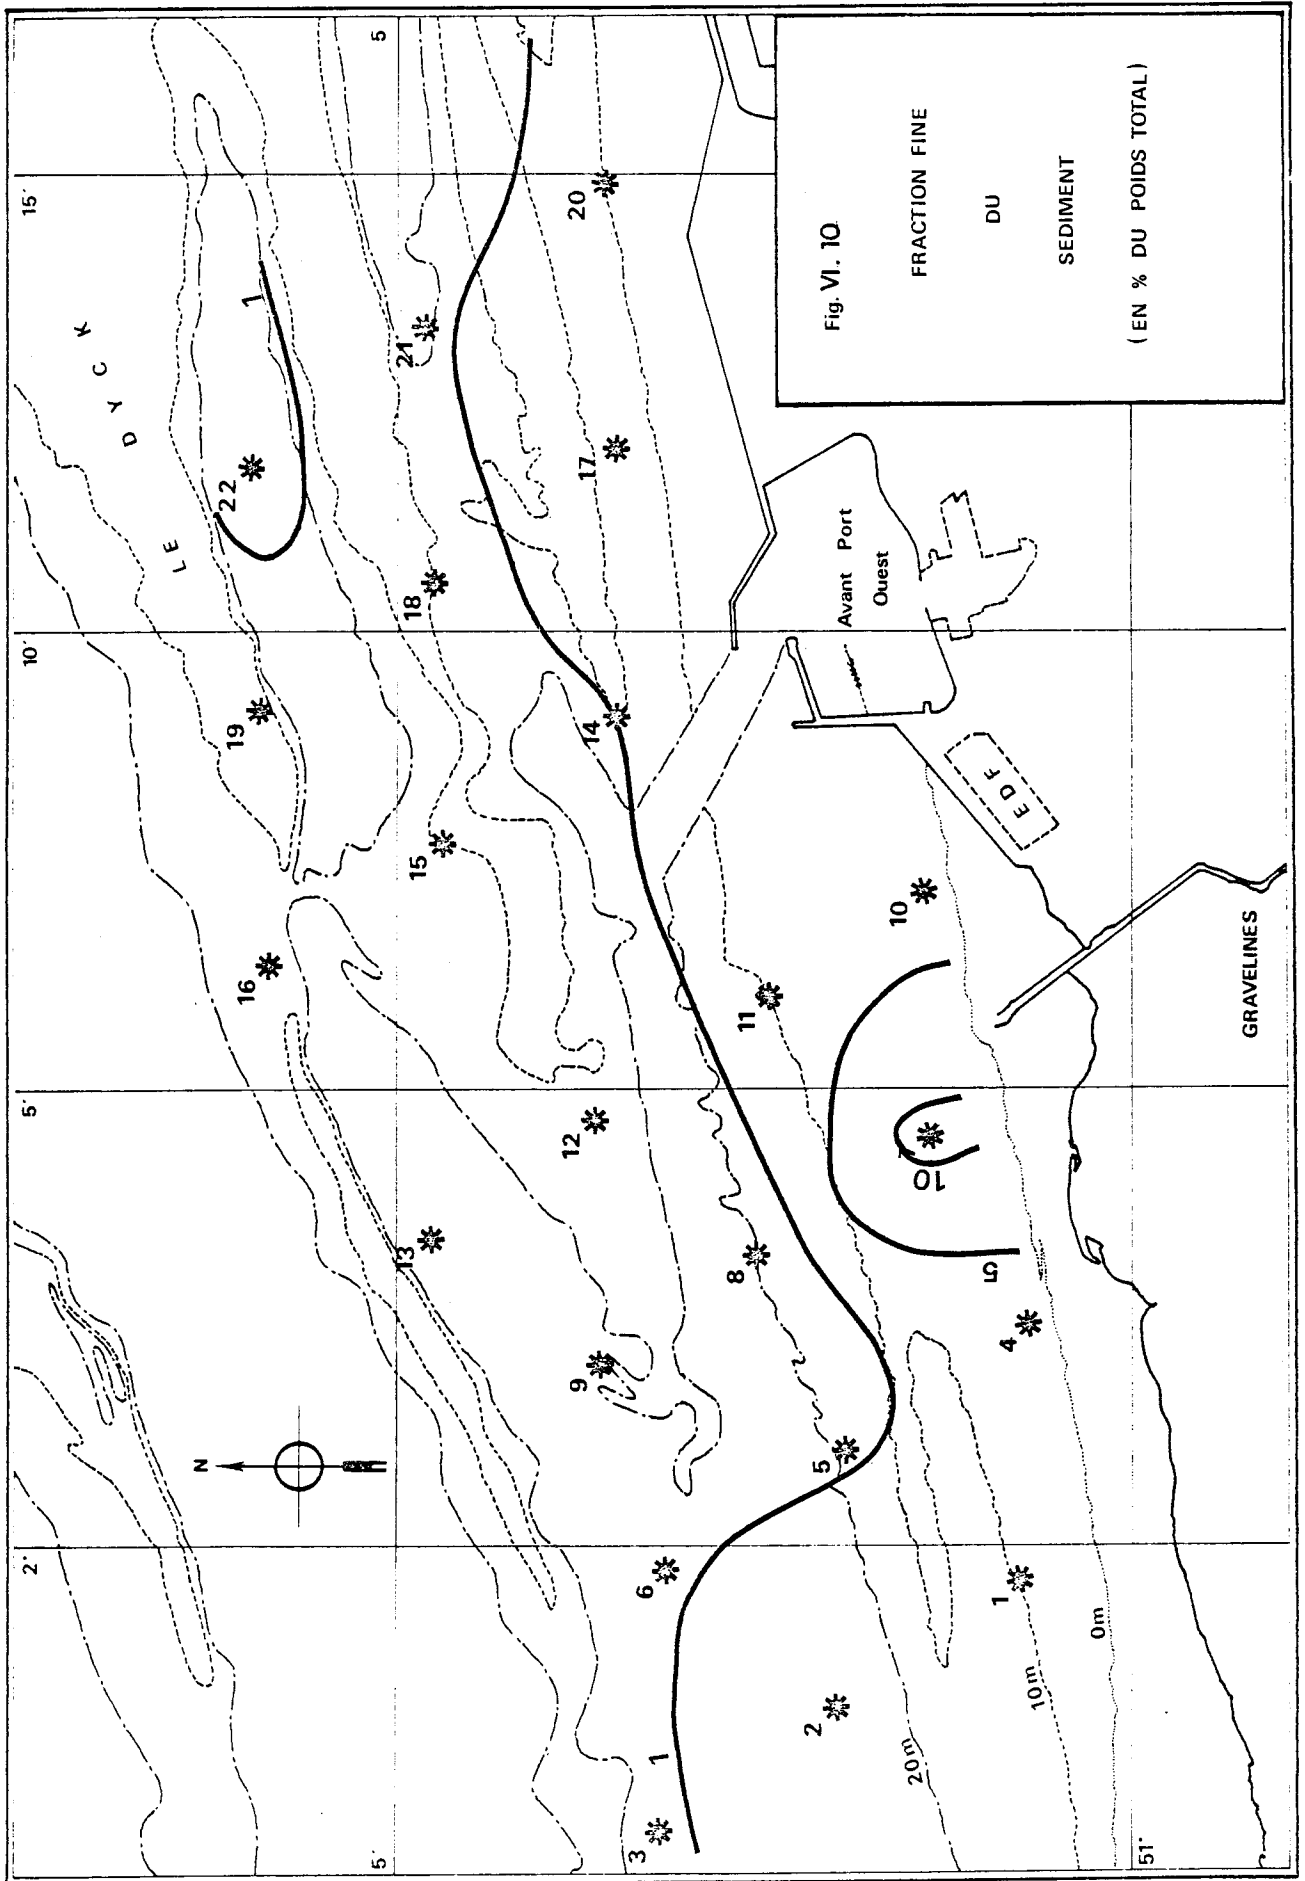 15'
10'
5'
2°
5
5'
51°
LE DYCK
1
22
21
20
19
18
17
16
15
14
13
12
11
10
9
8
6
5
4
3
2
1
1
5
10
N
20m
10m
0m
Avant Port
Ouest
EDF
GRAVELINES
Fig. VI. 10
FRACTION FINE
DU
SEDIMENT
( EN % DU POIDS TOTAL )